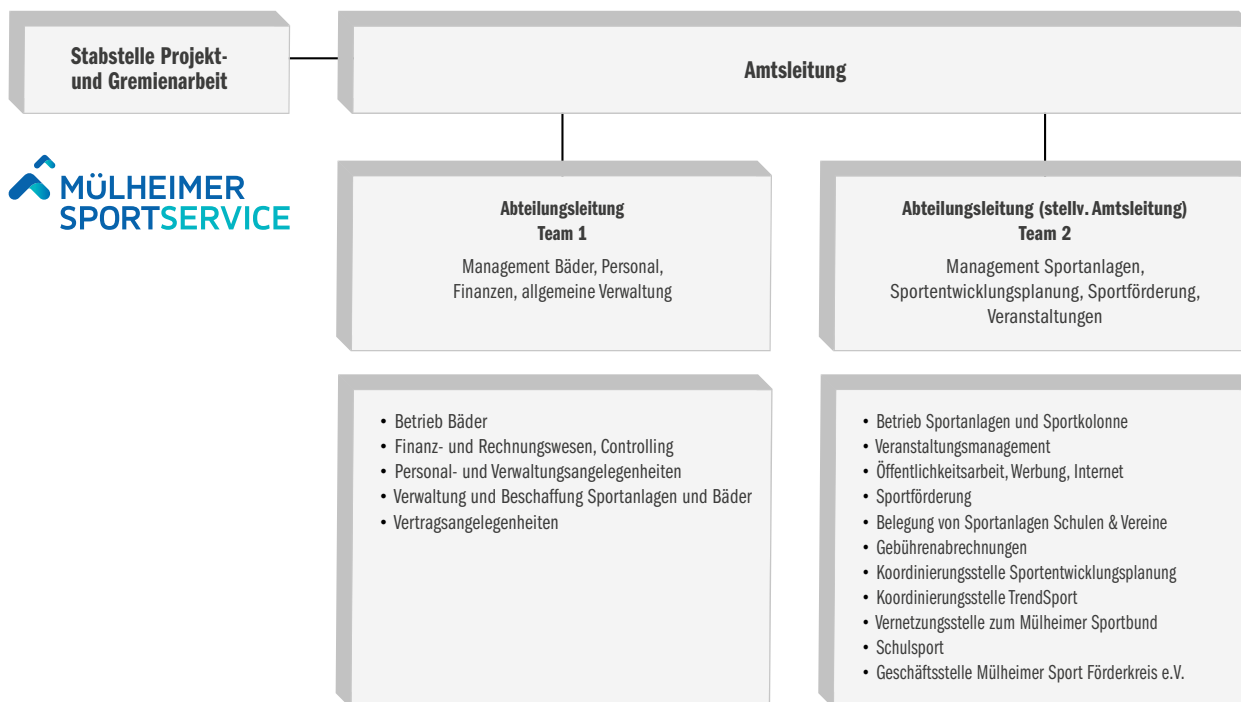 Stabstelle Projekt-
und Gremienarbeit
Amtsleitung
MÜLHEIMER
SPORTSERVICE
Abteilungsleitung
Team 1
Management Bäder, Personal,
Finanzen, allgemeine Verwaltung
Abteilungsleitung (stellv. Amtsleitung)
Team 2
Management Sportanlagen,
Sportentwicklungsplanung, Sportförderung,
Veranstaltungen
• Betrieb Bäder
• Finanz- und Rechnungswesen, Controlling
• Personal- und Verwaltungsangelegenheiten
• Verwaltung und Beschaffung Sportanlagen und Bäder
• Vertragsangelegenheiten
• Betrieb Sportanlagen und Sportkolonne
• Veranstaltungsmanagement
• Öffentlichkeitsarbeit, Werbung, Internet
• Sportförderung
• Belegung von Sportanlagen Schulen & Vereine
• Gebührenabrechnungen
• Koordinierungsstelle Sportentwicklungsplanung
• Koordinierungsstelle TrendSport
• Vernetzungsstelle zum Mülheimer Sportbund
• Schulsport
• Geschäftsstelle Mülheimer Sport Förderkreis e.V.